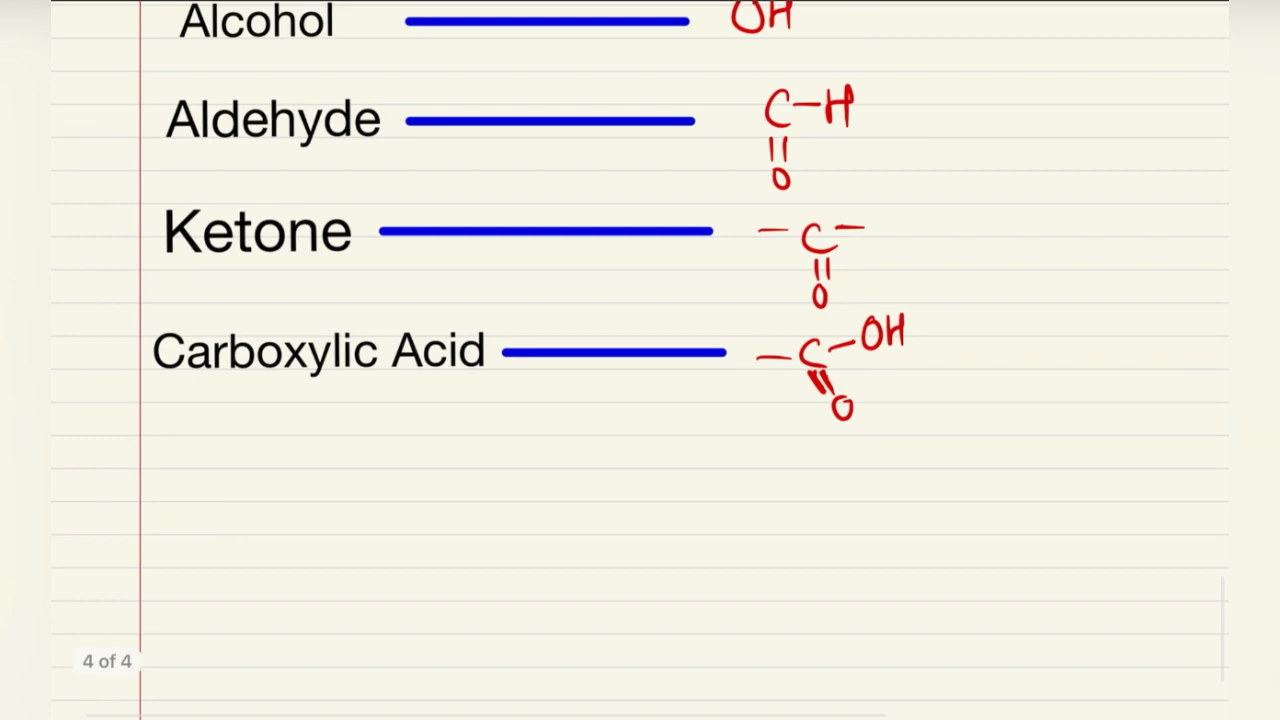 Alcohol OH
Aldehyde C-H
||
O
Ketone -C-
||
O
Carboxylic Acid -C-OH
||
O
4 of 4